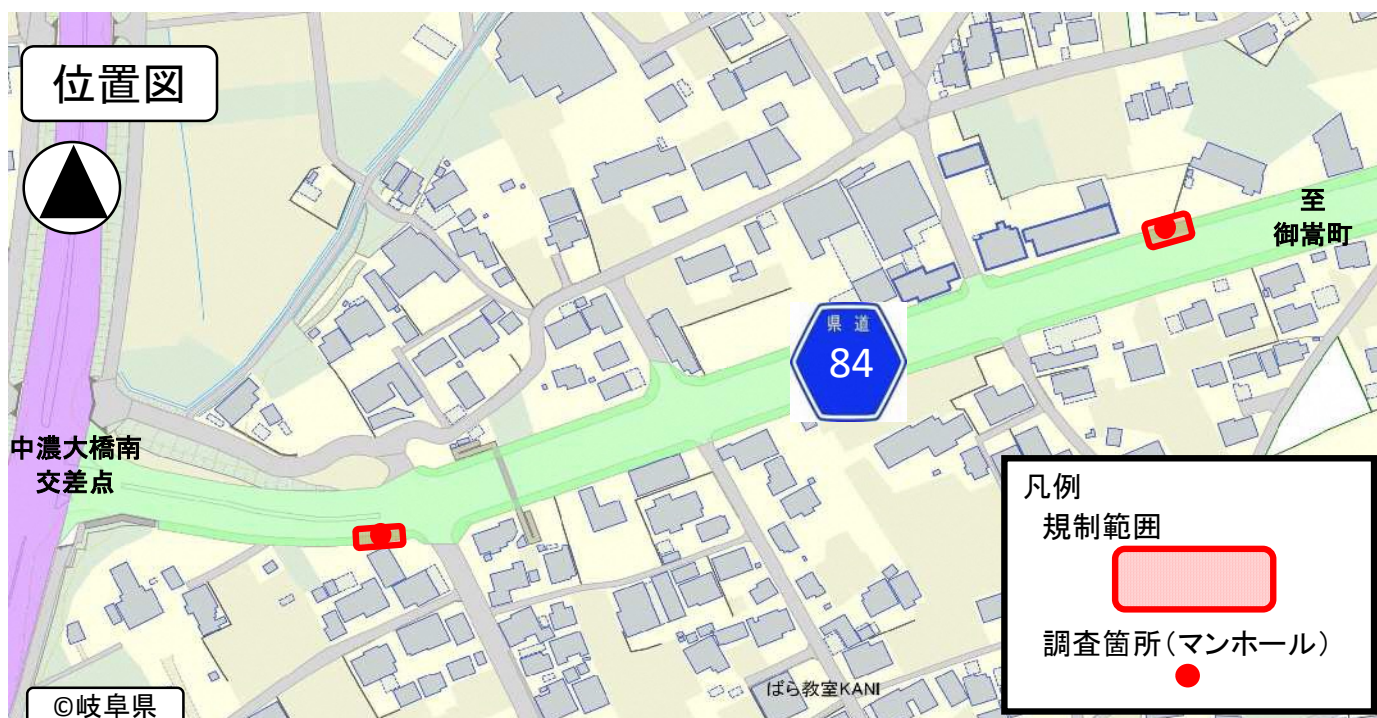 位置図
至
御嵩町
県道
84
中濃大橋南
交差点
凡例
規制範囲
調査箇所(マンホール)
ばら教室KANI
©岐阜県